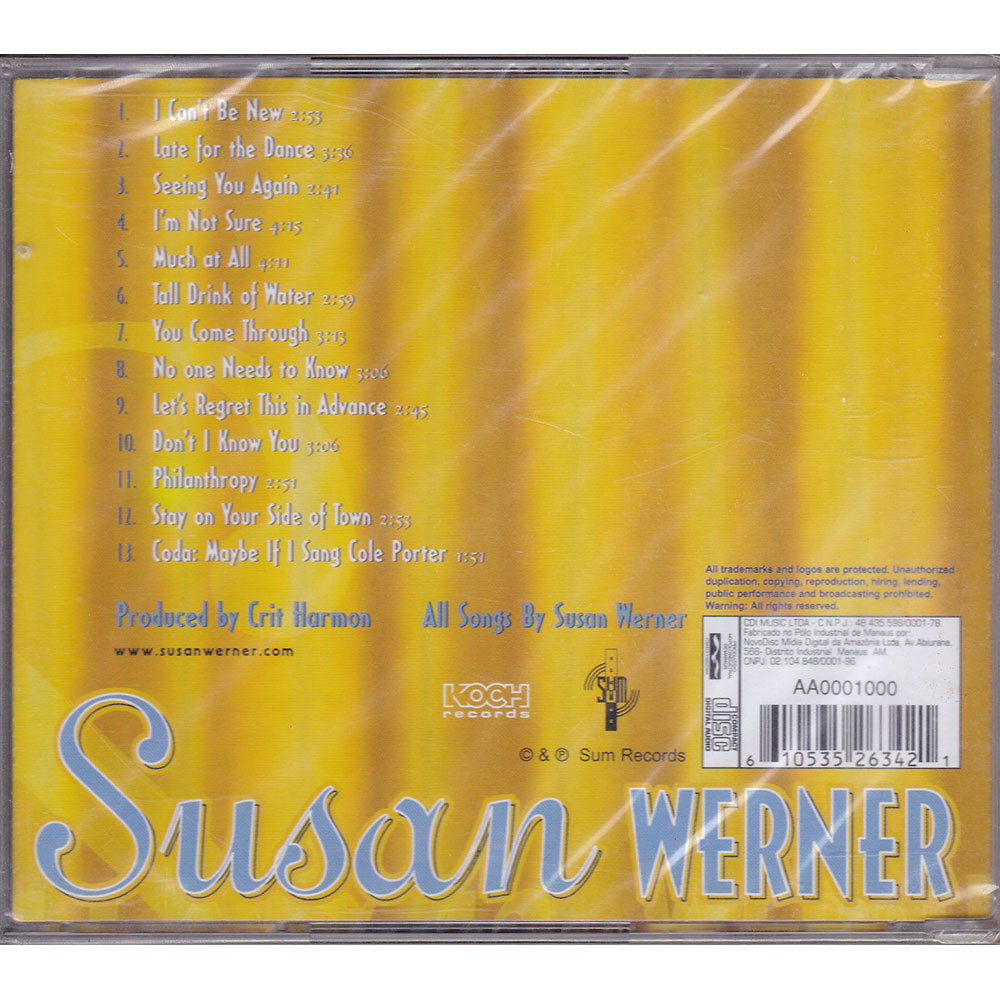 1. I Can't Be New 2:53
2. Late for the Dance 3:36
3. Seeing You Again 2:41
4. I'm Not Sure 4:15
5. Much at All 4:11
6. Tall Drink of Water 2:59
7. You Come Through 3:13
8. No one Needs to Know 3:06
9. Let's Regret This in Advance 2:45
10. Don't I Know You 3:06
11. Philanthropy 2:51
12. Stay on Your Side of Town 2:53
13. Coda: Maybe If I Sang Cole Porter 1:51
Produced by Crit Harmon All Songs By Susan Werner
www.susanwerner.com
KOCH
records
SUM
RECORDS
© & ℗ Sum Records
All trademarks and logos are protected. Unauthorized
duplication, copying, reproduction, hiring, lending,
public performance and broadcasting prohibited.
Warning: All rights reserved.
CDI MUSIC LTDA - C N P J : 48 435 598/0001-78
Fabricado no Pólo Industrial de Manaus por:
NovoDisc Mídia Digital da Amazônia Ltda. Av Abiurana,
566- Distrito Industrial Manaus AM.
CNPJ: 02.104.848/0001-96
AA0001000
COMPACT
disc
DIGITAL AUDIO
6 10535 26342 1
Susan WERNER